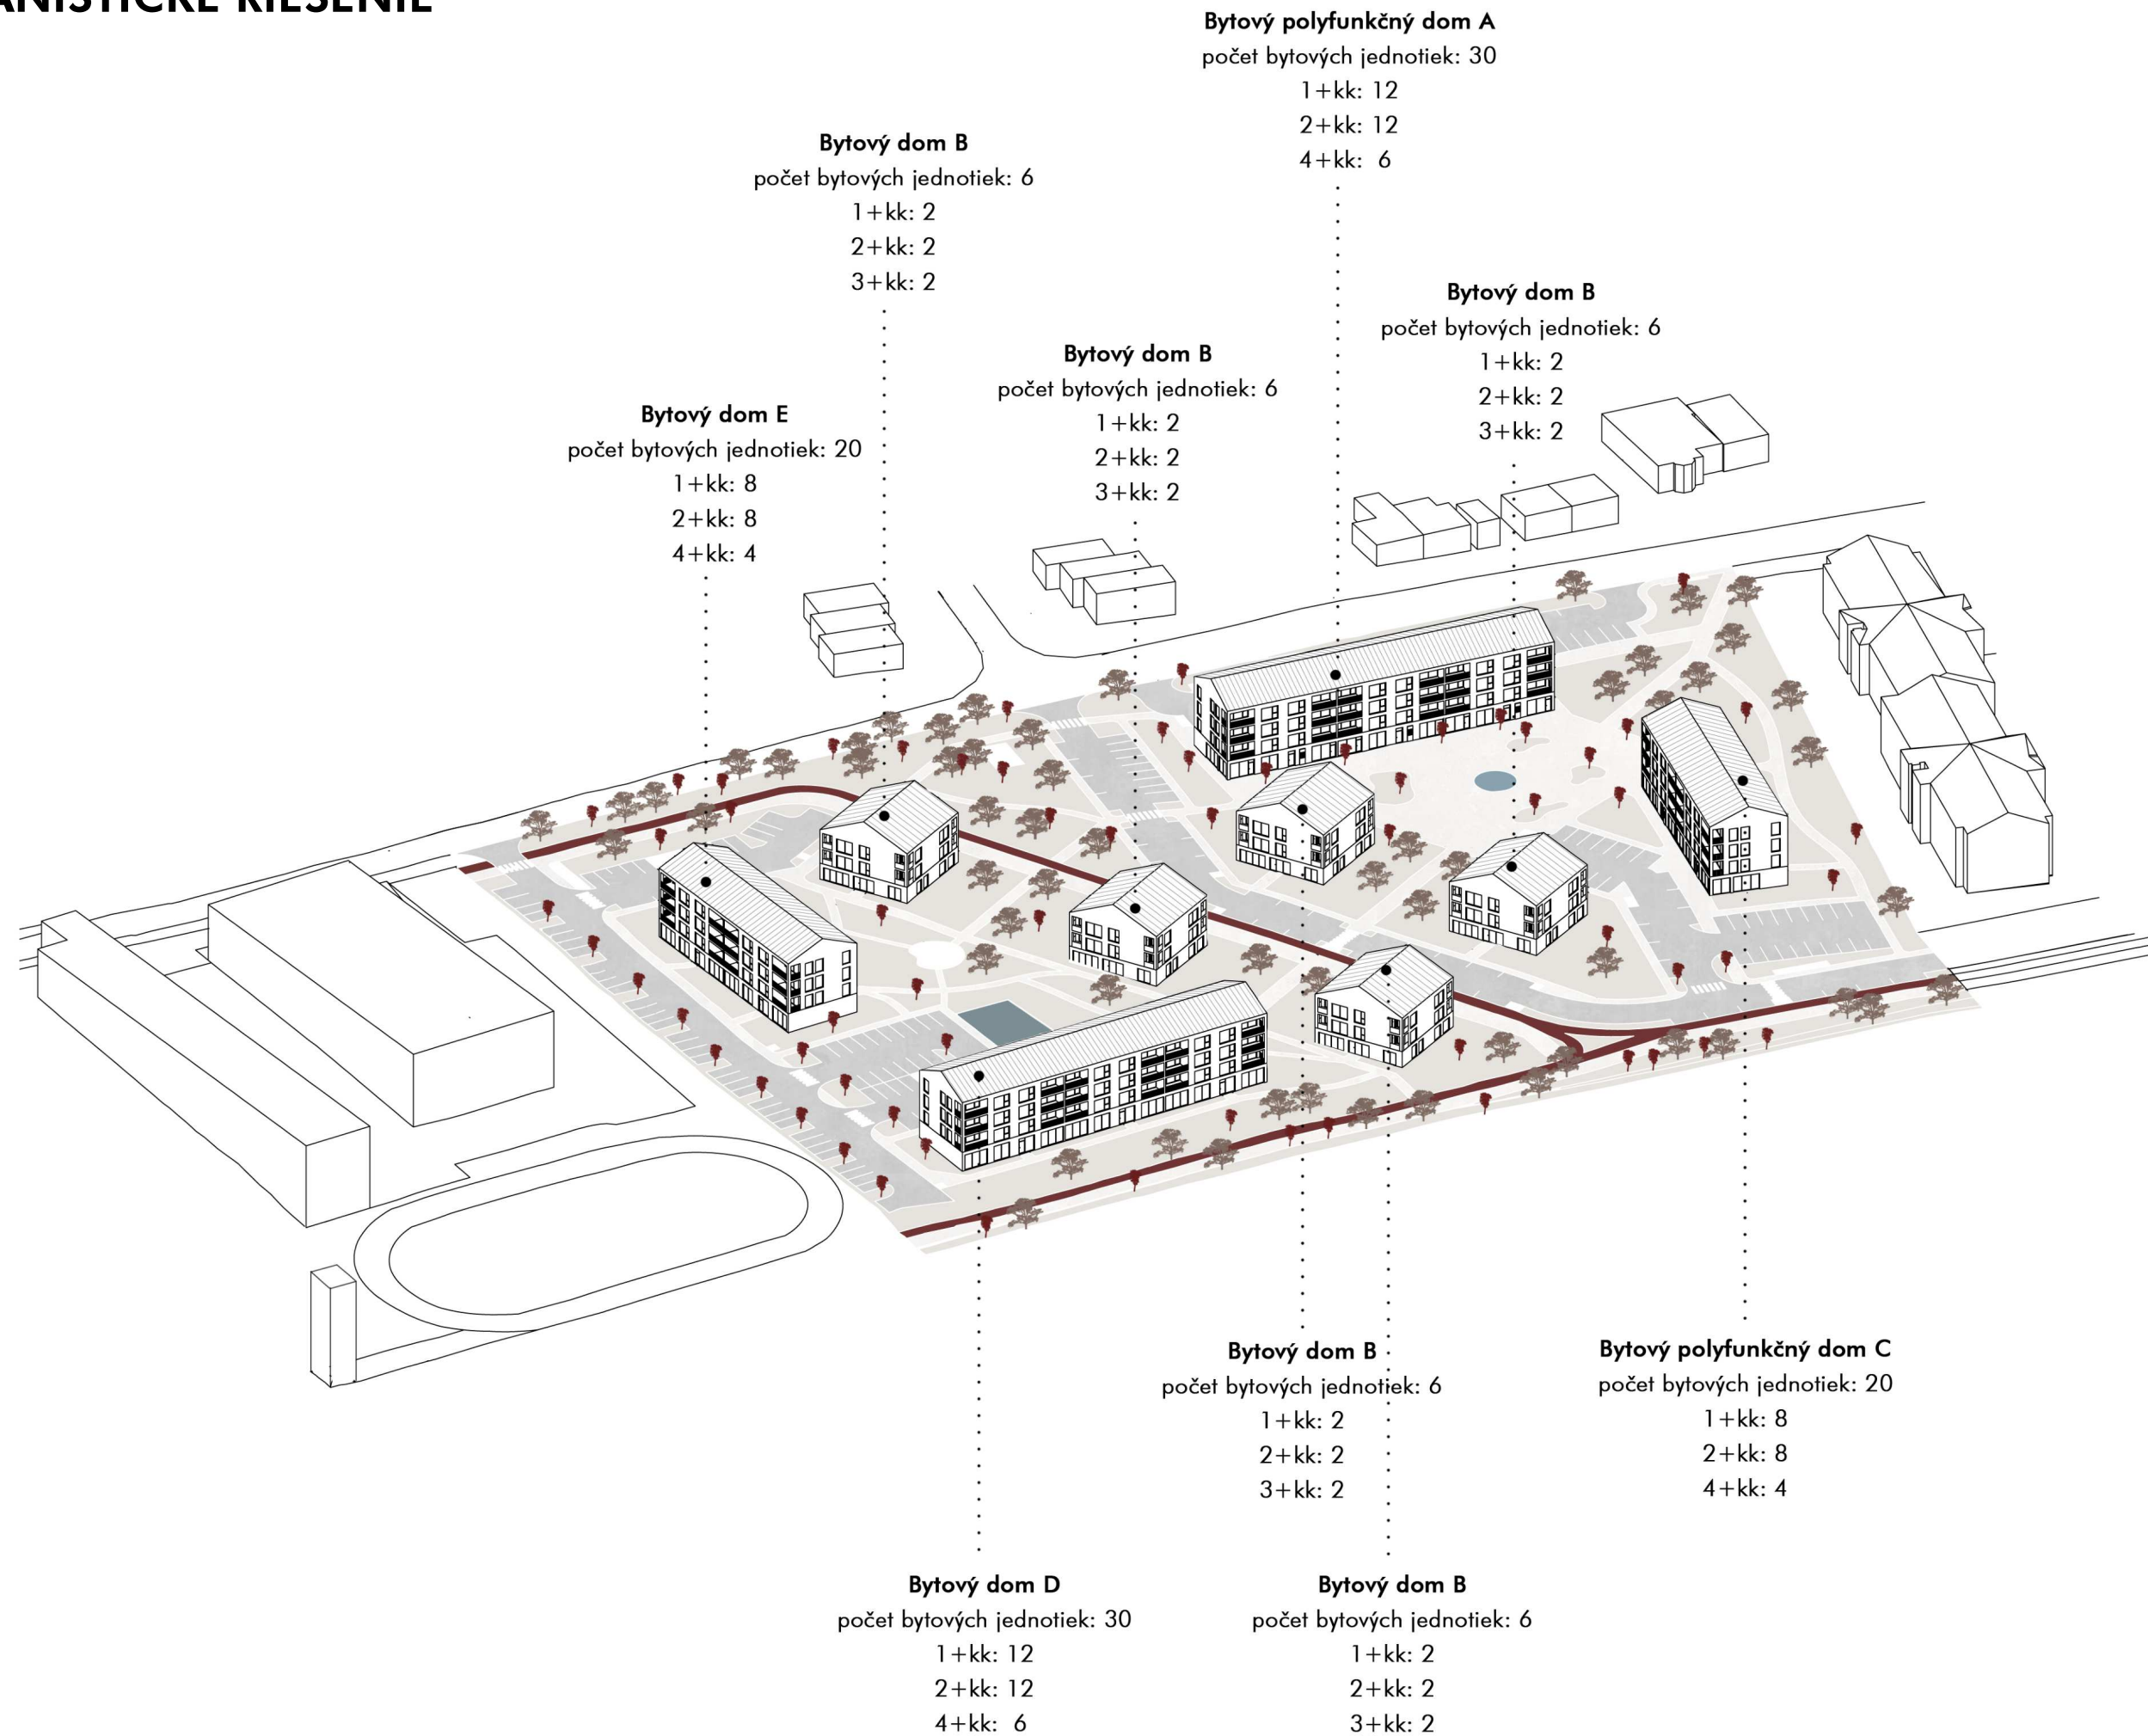 ANISTICKÉ RIEŠENIE
Bytový polyfunkčný dom A
počet bytových jednotiek: 30
1+kk: 12
2+kk: 12
4+kk: 6
Bytový dom B
počet bytových jednotiek: 6
1+kk: 2
2+kk: 2
3+kk: 2
Bytový dom B
počet bytových jednotiek: 6
1+kk: 2
2+kk: 2
3+kk: 2
Bytový dom B
počet bytových jednotiek: 6
1+kk: 2
2+kk: 2
3+kk: 2
Bytový dom E
počet bytových jednotiek: 20
1+kk: 8
2+kk: 8
4+kk: 4
Bytový dom B
počet bytových jednotiek: 6
1+kk: 2
2+kk: 2
3+kk: 2
Bytový polyfunkčný dom C
počet bytových jednotiek: 20
1+kk: 8
2+kk: 8
4+kk: 4
Bytový dom D
počet bytových jednotiek: 30
1+kk: 12
2+kk: 12
4+kk: 6
Bytový dom B
počet bytových jednotiek: 6
1+kk: 2
2+kk: 2
3+kk: 2